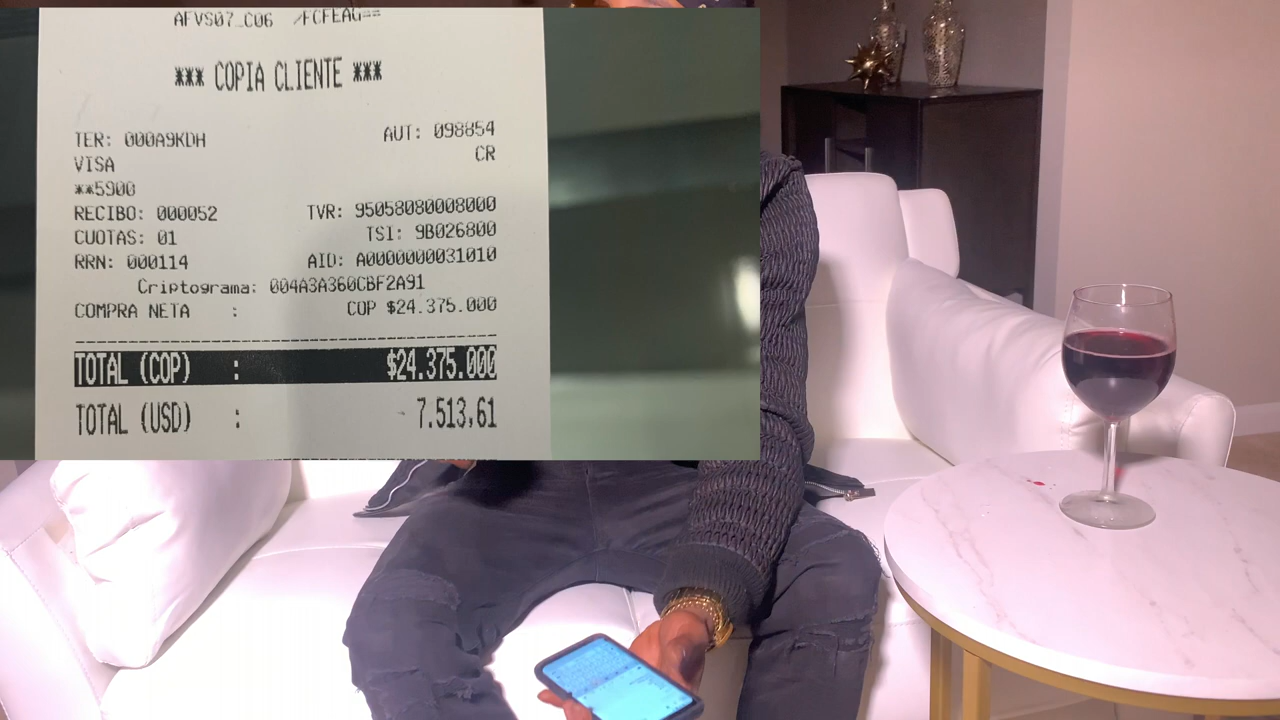 AFVS07_C06 /FCFEAG==
*** COPIA CLIENTE ***
TER: 000A9KDH AUT: 098854
VISA CR
**5900
RECIBO: 000052 TVR: 95058080008000
CUOTAS: 01 TSI: 9B026800
RRN: 000114 AID: A0000000031010
Criptograma: 004A3A360CBF2A91
COMPRA NETA : COP $24.375.000
TOTAL (COP) : $24.375.000
TOTAL (USD) : 7.513,61